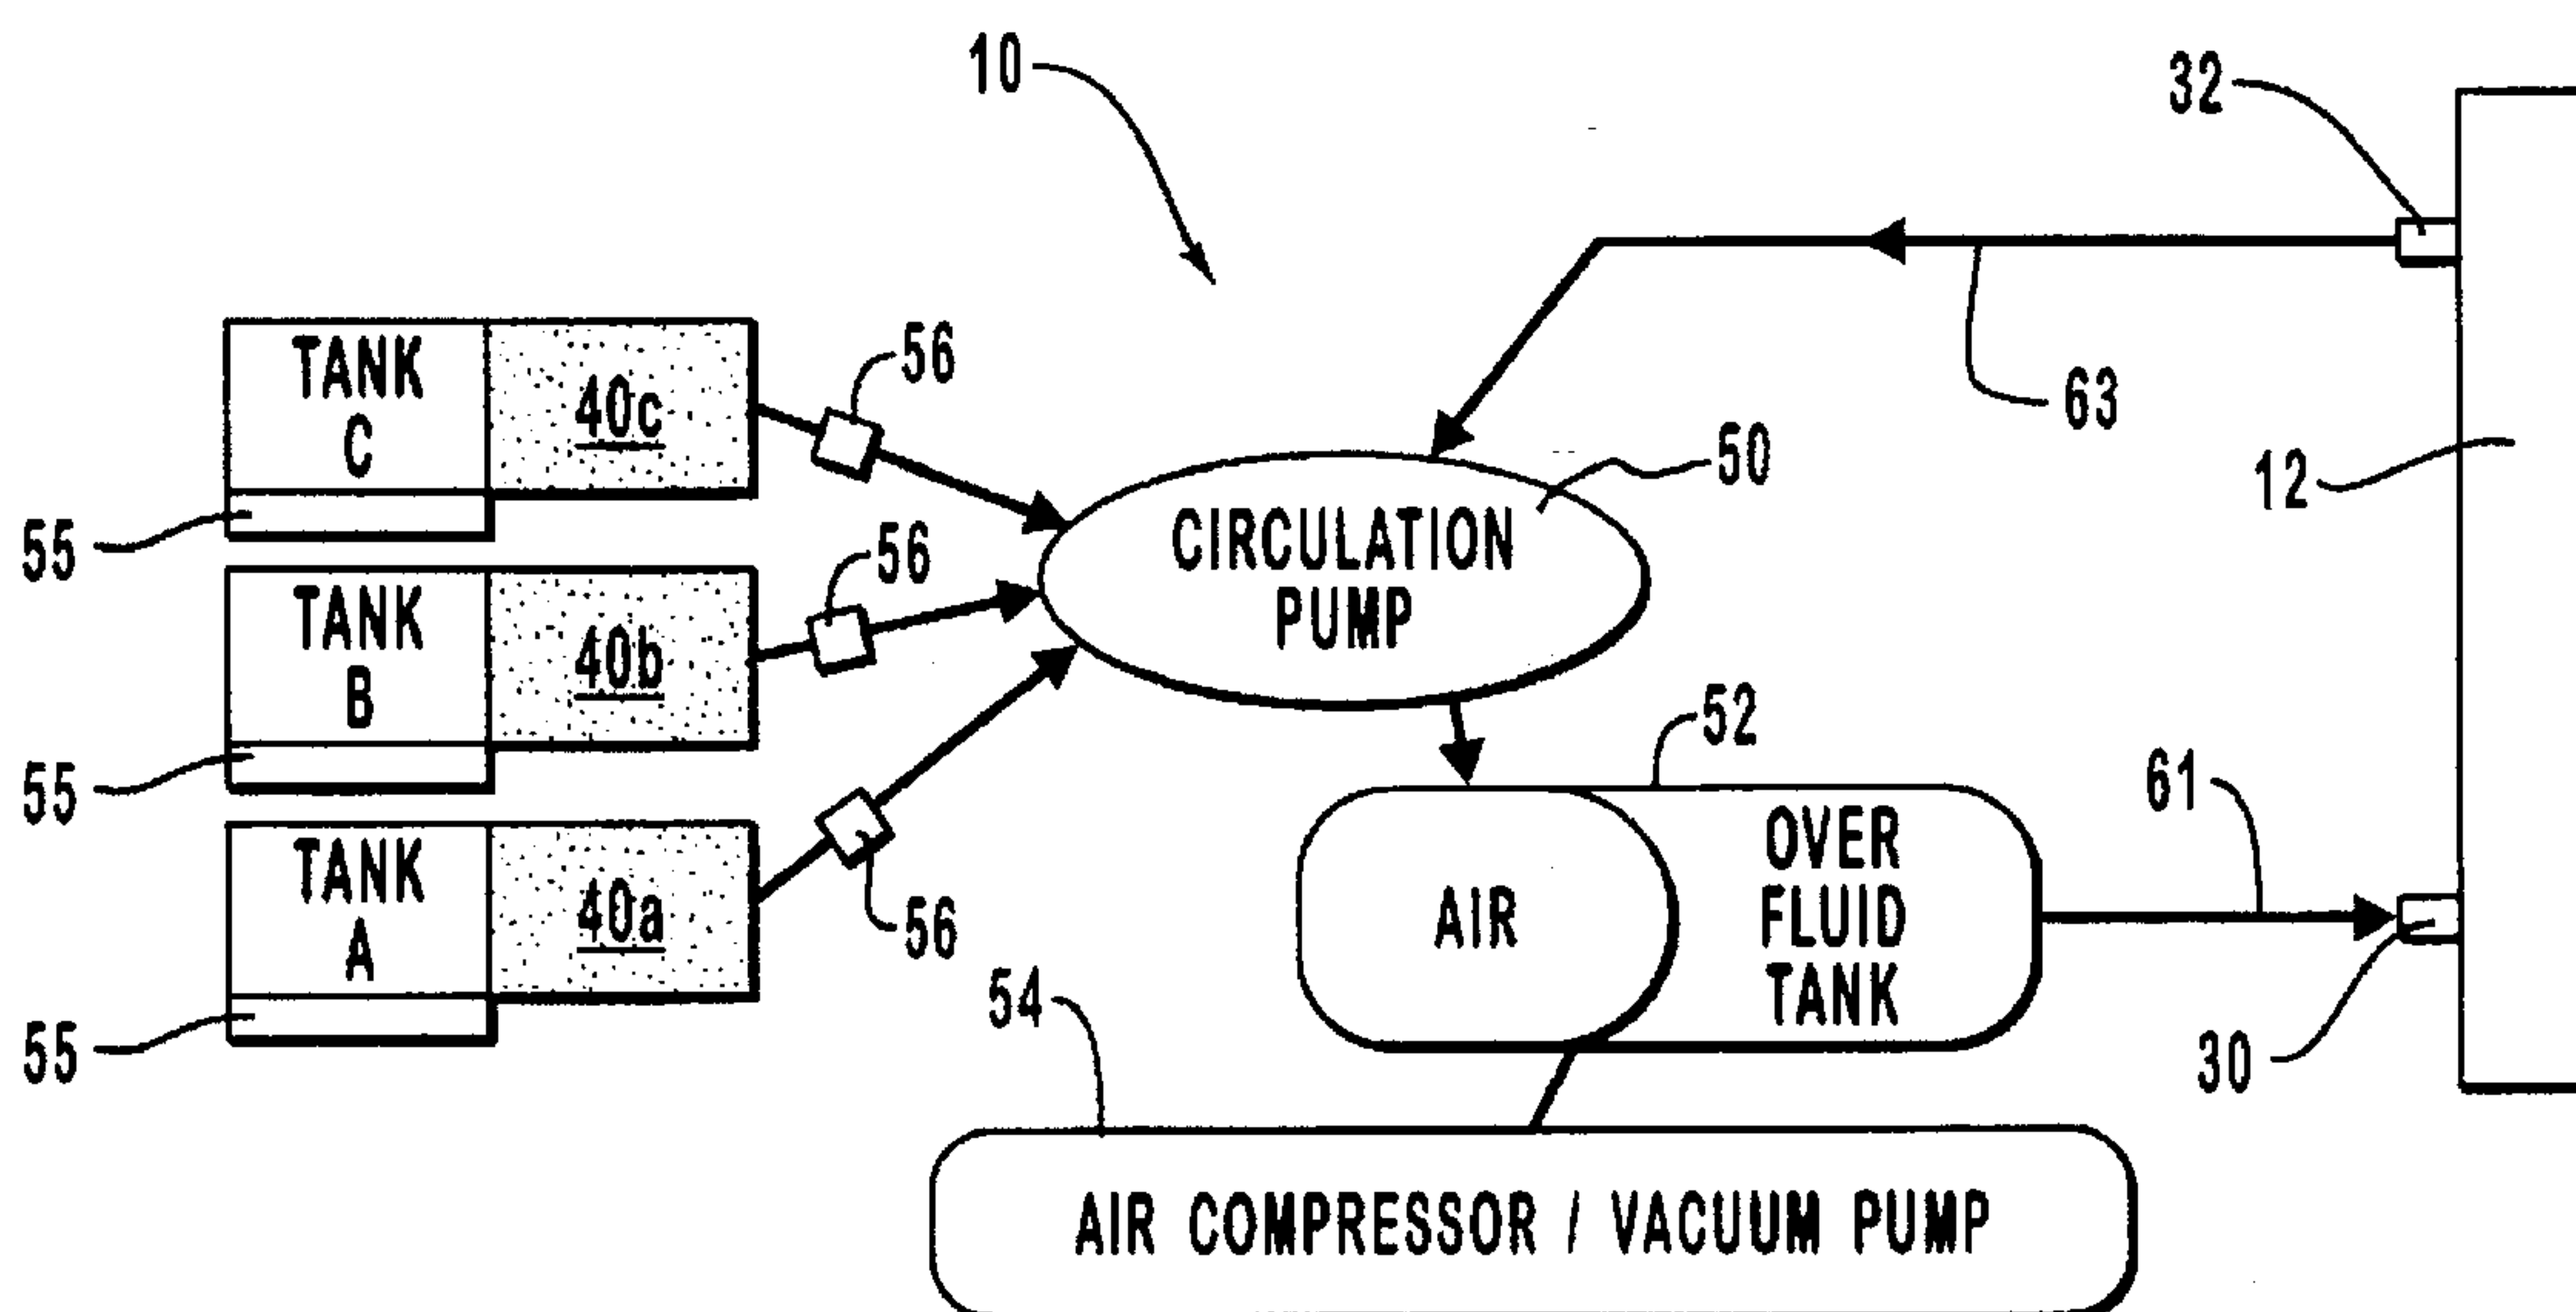 10
32
TANK
C
40c
56
63
50
12
55
CIRCULATION
PUMP
56
TANK
B
40b
52
61
55
TANK
A
40a
56
AIR
OVER
FLUID
TANK
54
30
55
AIR COMPRESSOR / VACUUM PUMP